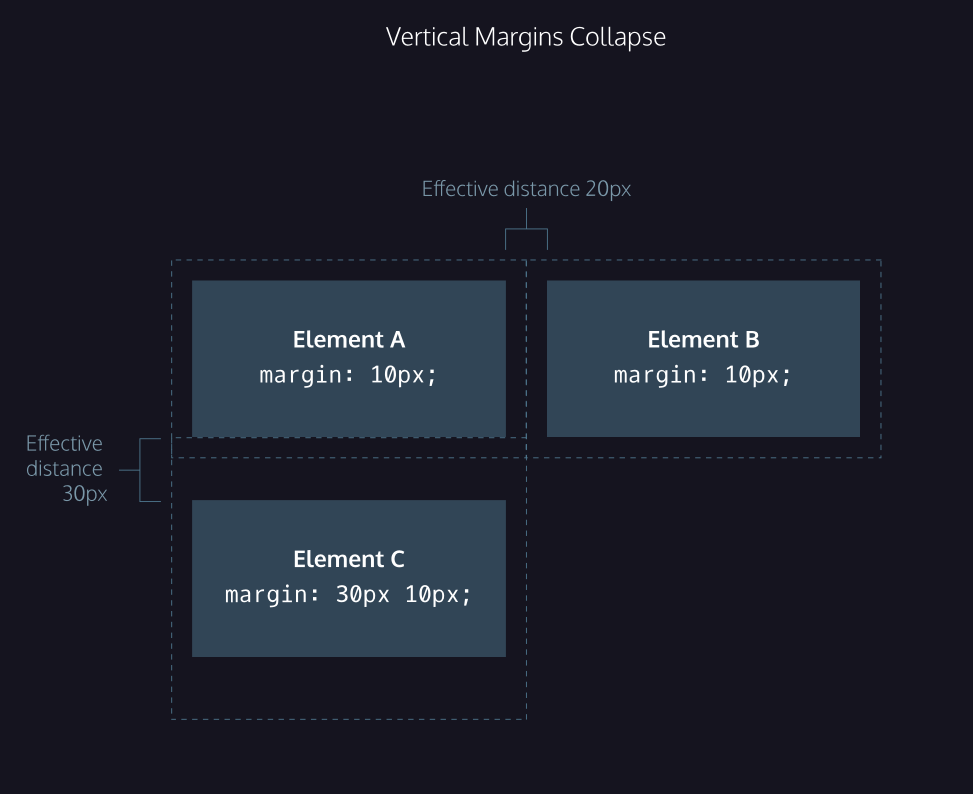 Vertical Margins Collapse
Effective distance 20px
Element A
margin: 10px;
Element B
margin: 10px;
Effective
distance
30px
Element C
margin: 30px 10px;